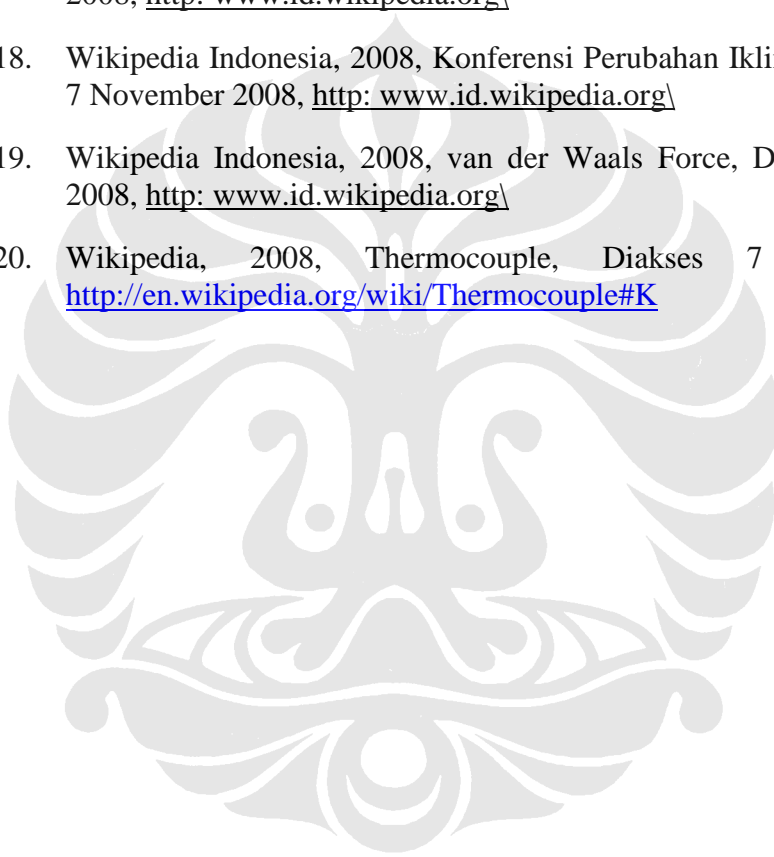 2008, http: www.id.wikipedia.org\
18. Wikipedia Indonesia, 2008, Konferensi Perubahan
7 November 2008, http: www.id.wikipedia.org\
19. Wikipedia Indonesia, 2008, van der Waals Force,
2008, http: www.id.wikipedia.org\
20. Wikipedia, 2008, Thermocouple, Diakses 7
http://en.wikipedia.org/wiki/Thermocouple#K